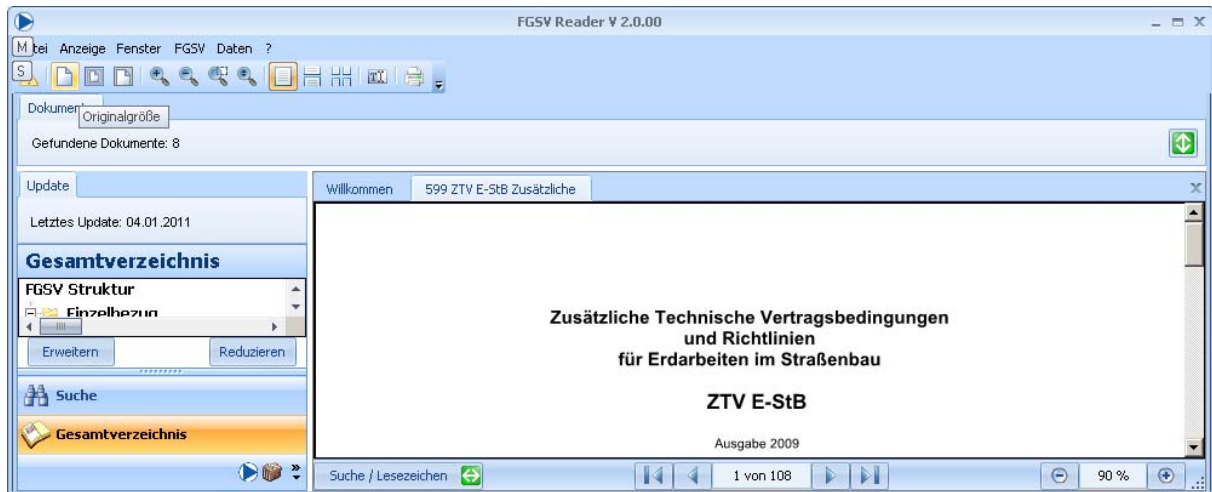 FGSV Reader V 2.0.00
M tei Anzeige Fenster FGSV Daten ?
S
Originalgröße
Gefundene Dokumente: 8
Update
Letztes Update: 04.01.2011
Gesamtverzeichnis
FGSV Struktur
Einzelbezug
Erweitern Reduzieren
Suche
Gesamtverzeichnis
Willkommen 599 ZTV E-StB Zusätzliche
Zusätzliche Technische Vertragsbedingungen
und Richtlinien
für Erdarbeiten im Straßenbau
ZTV E-StB
Ausgabe 2009
Suche / Lesezeichen 1 von 108 90 %